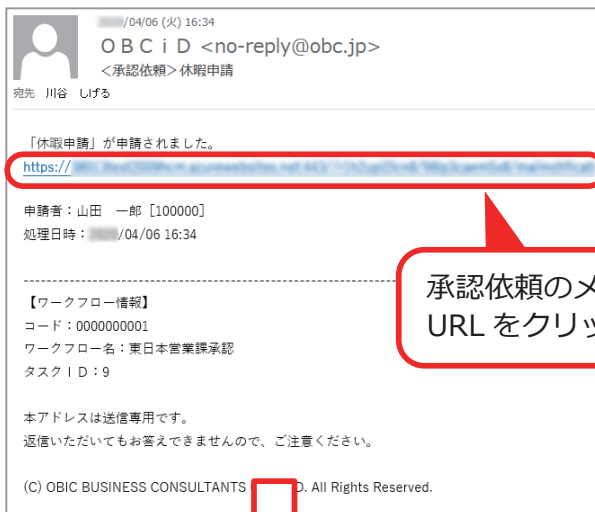 /04/06 (火) 16:34
ＯＢＣｉＤ <no-reply@obc.jp>
＜承認依頼＞休暇申請
宛先 川谷 しげる
「休暇申請」が申請されました。
https://
申請者：山田 一郎［100000］
処理日時： /04/06 16:34
承認依頼のメ
URL をクリッ
【ワークフロー情報】
コード：0000000001
ワークフロー名：東日本営業課承認
タスクＩＤ：9
本アドレスは送信専用です。
返信いただいてもお答えできませんので、ご注意ください。
(C) OBIC BUSINESS CONSULTANTS D. All Rights Reserved.